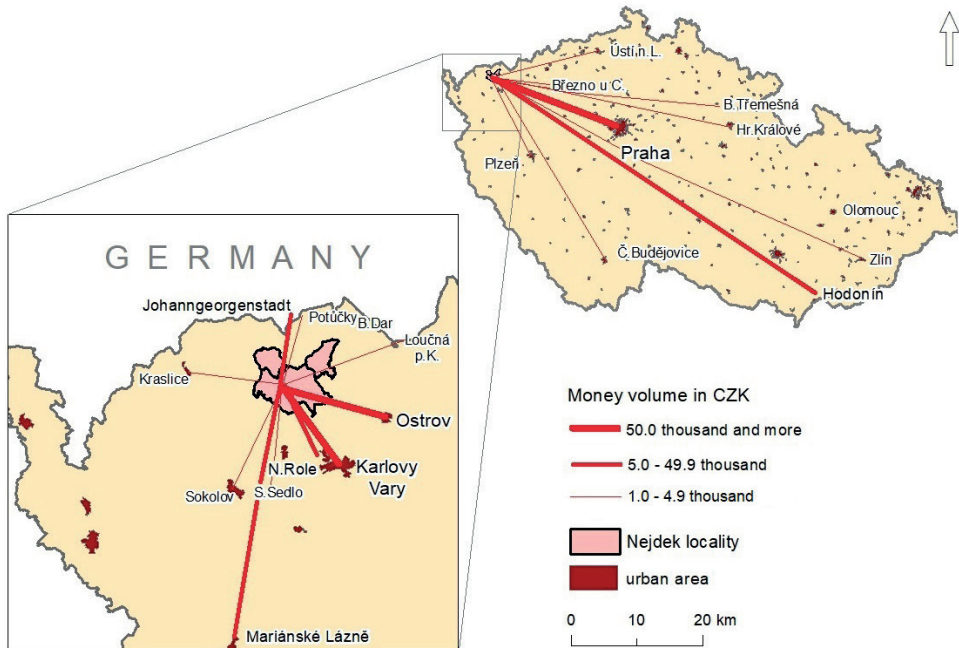 Ústí n. L.
Březno u C.
B.Třemešná
Hr.Králové
Praha
Plzeň
Olomouc
Č.Budějovice
Zlín
Hodonín
GERMANY
Johanngeorgenstadt
Potůčky
B.Dar
Loučná
p.K.
Kraslice
Ostrov
N.Role
Karlovy
Vary
Sokolov
S.Sedlo
Mariánské Lázně
Money volume in CZK
50.0 thousand and more
5.0 - 49.9 thousand
1.0 - 4.9 thousand
Nejdek locality
urban area
0 10 20 km